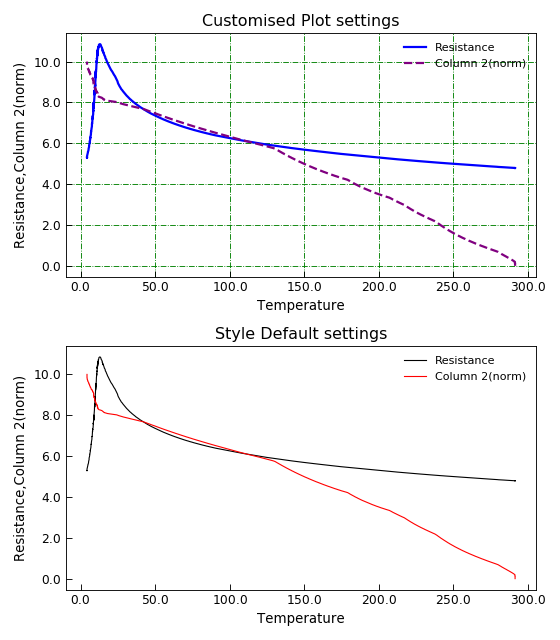 Customised Plot settings
Resistance
Column 2(norm)
Resistance,Column 2(norm)
10.0
8.0
6.0
4.0
2.0
0.0
0.0 50.0 100.0 150.0 200.0 250.0 300.0
Temperature
Style Default settings
Resistance
Column 2(norm)
Resistance,Column 2(norm)
10.0
8.0
6.0
4.0
2.0
0.0
0.0 50.0 100.0 150.0 200.0 250.0 300.0
Temperature